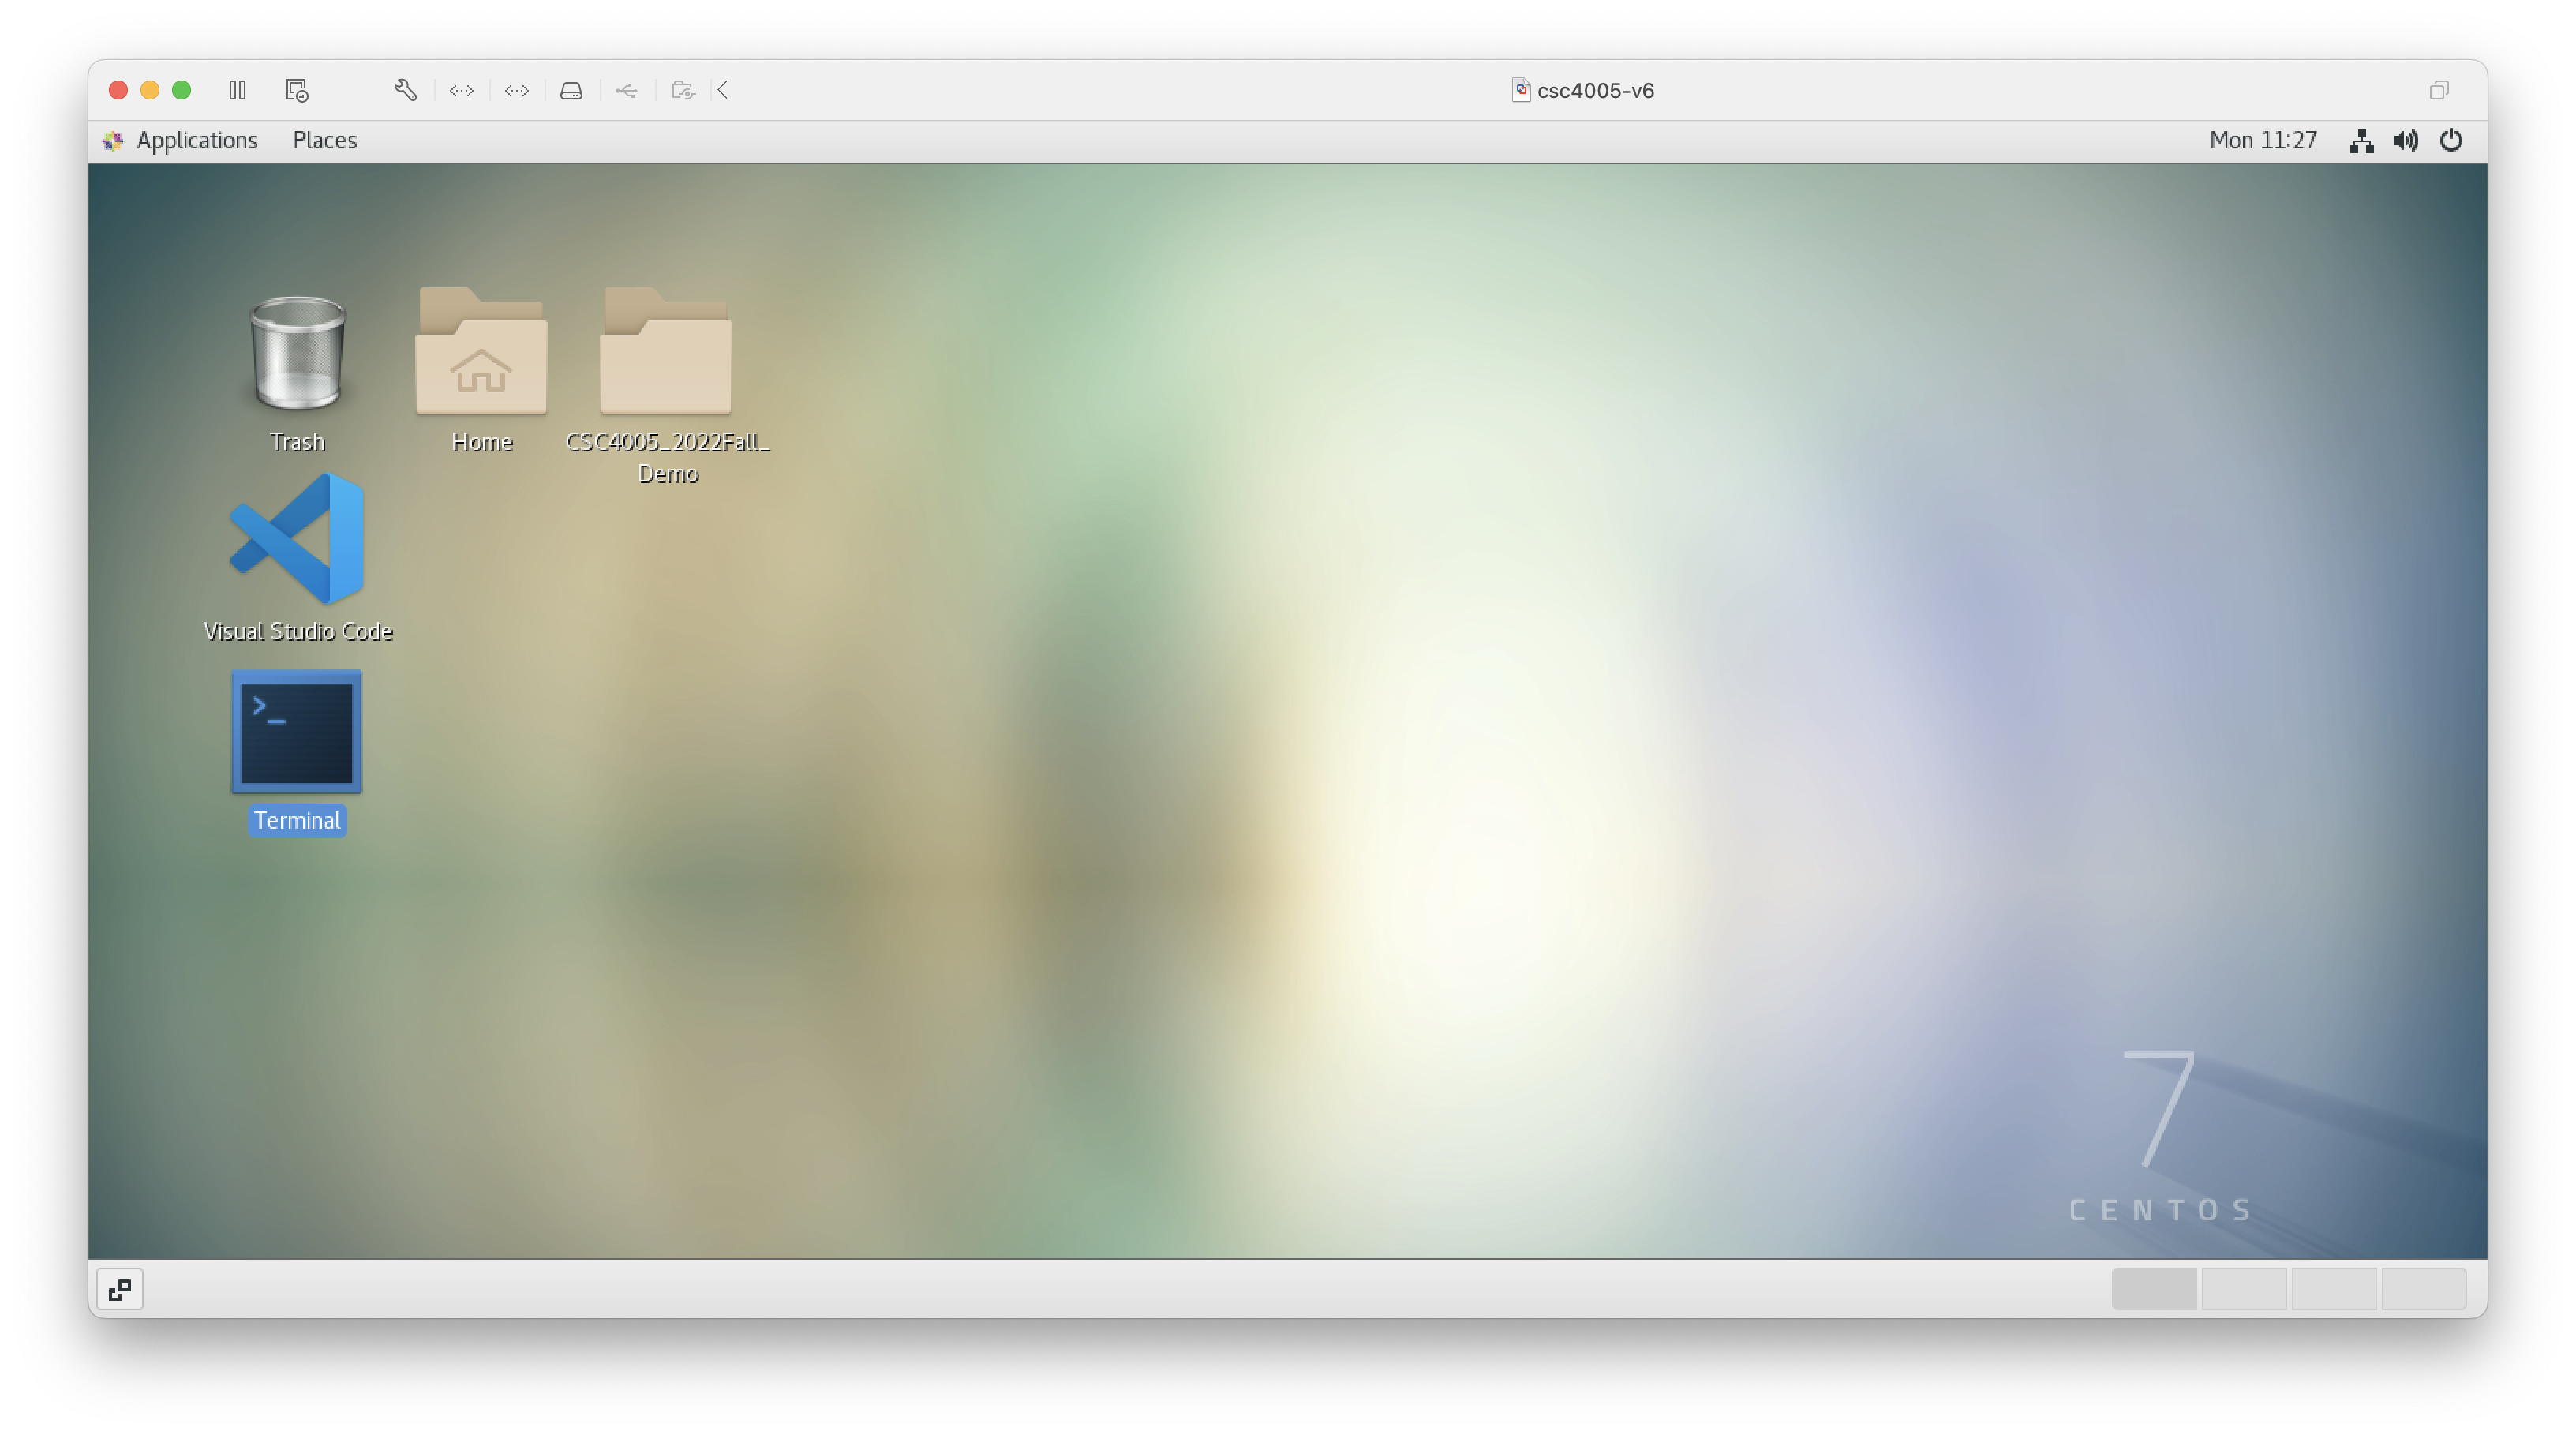 csc4005-v6
Applications Places Mon 11:27
Trash Home CSC4005_2022Fall_
Demo
Visual Studio Code
>_
Terminal
7
CENTOS